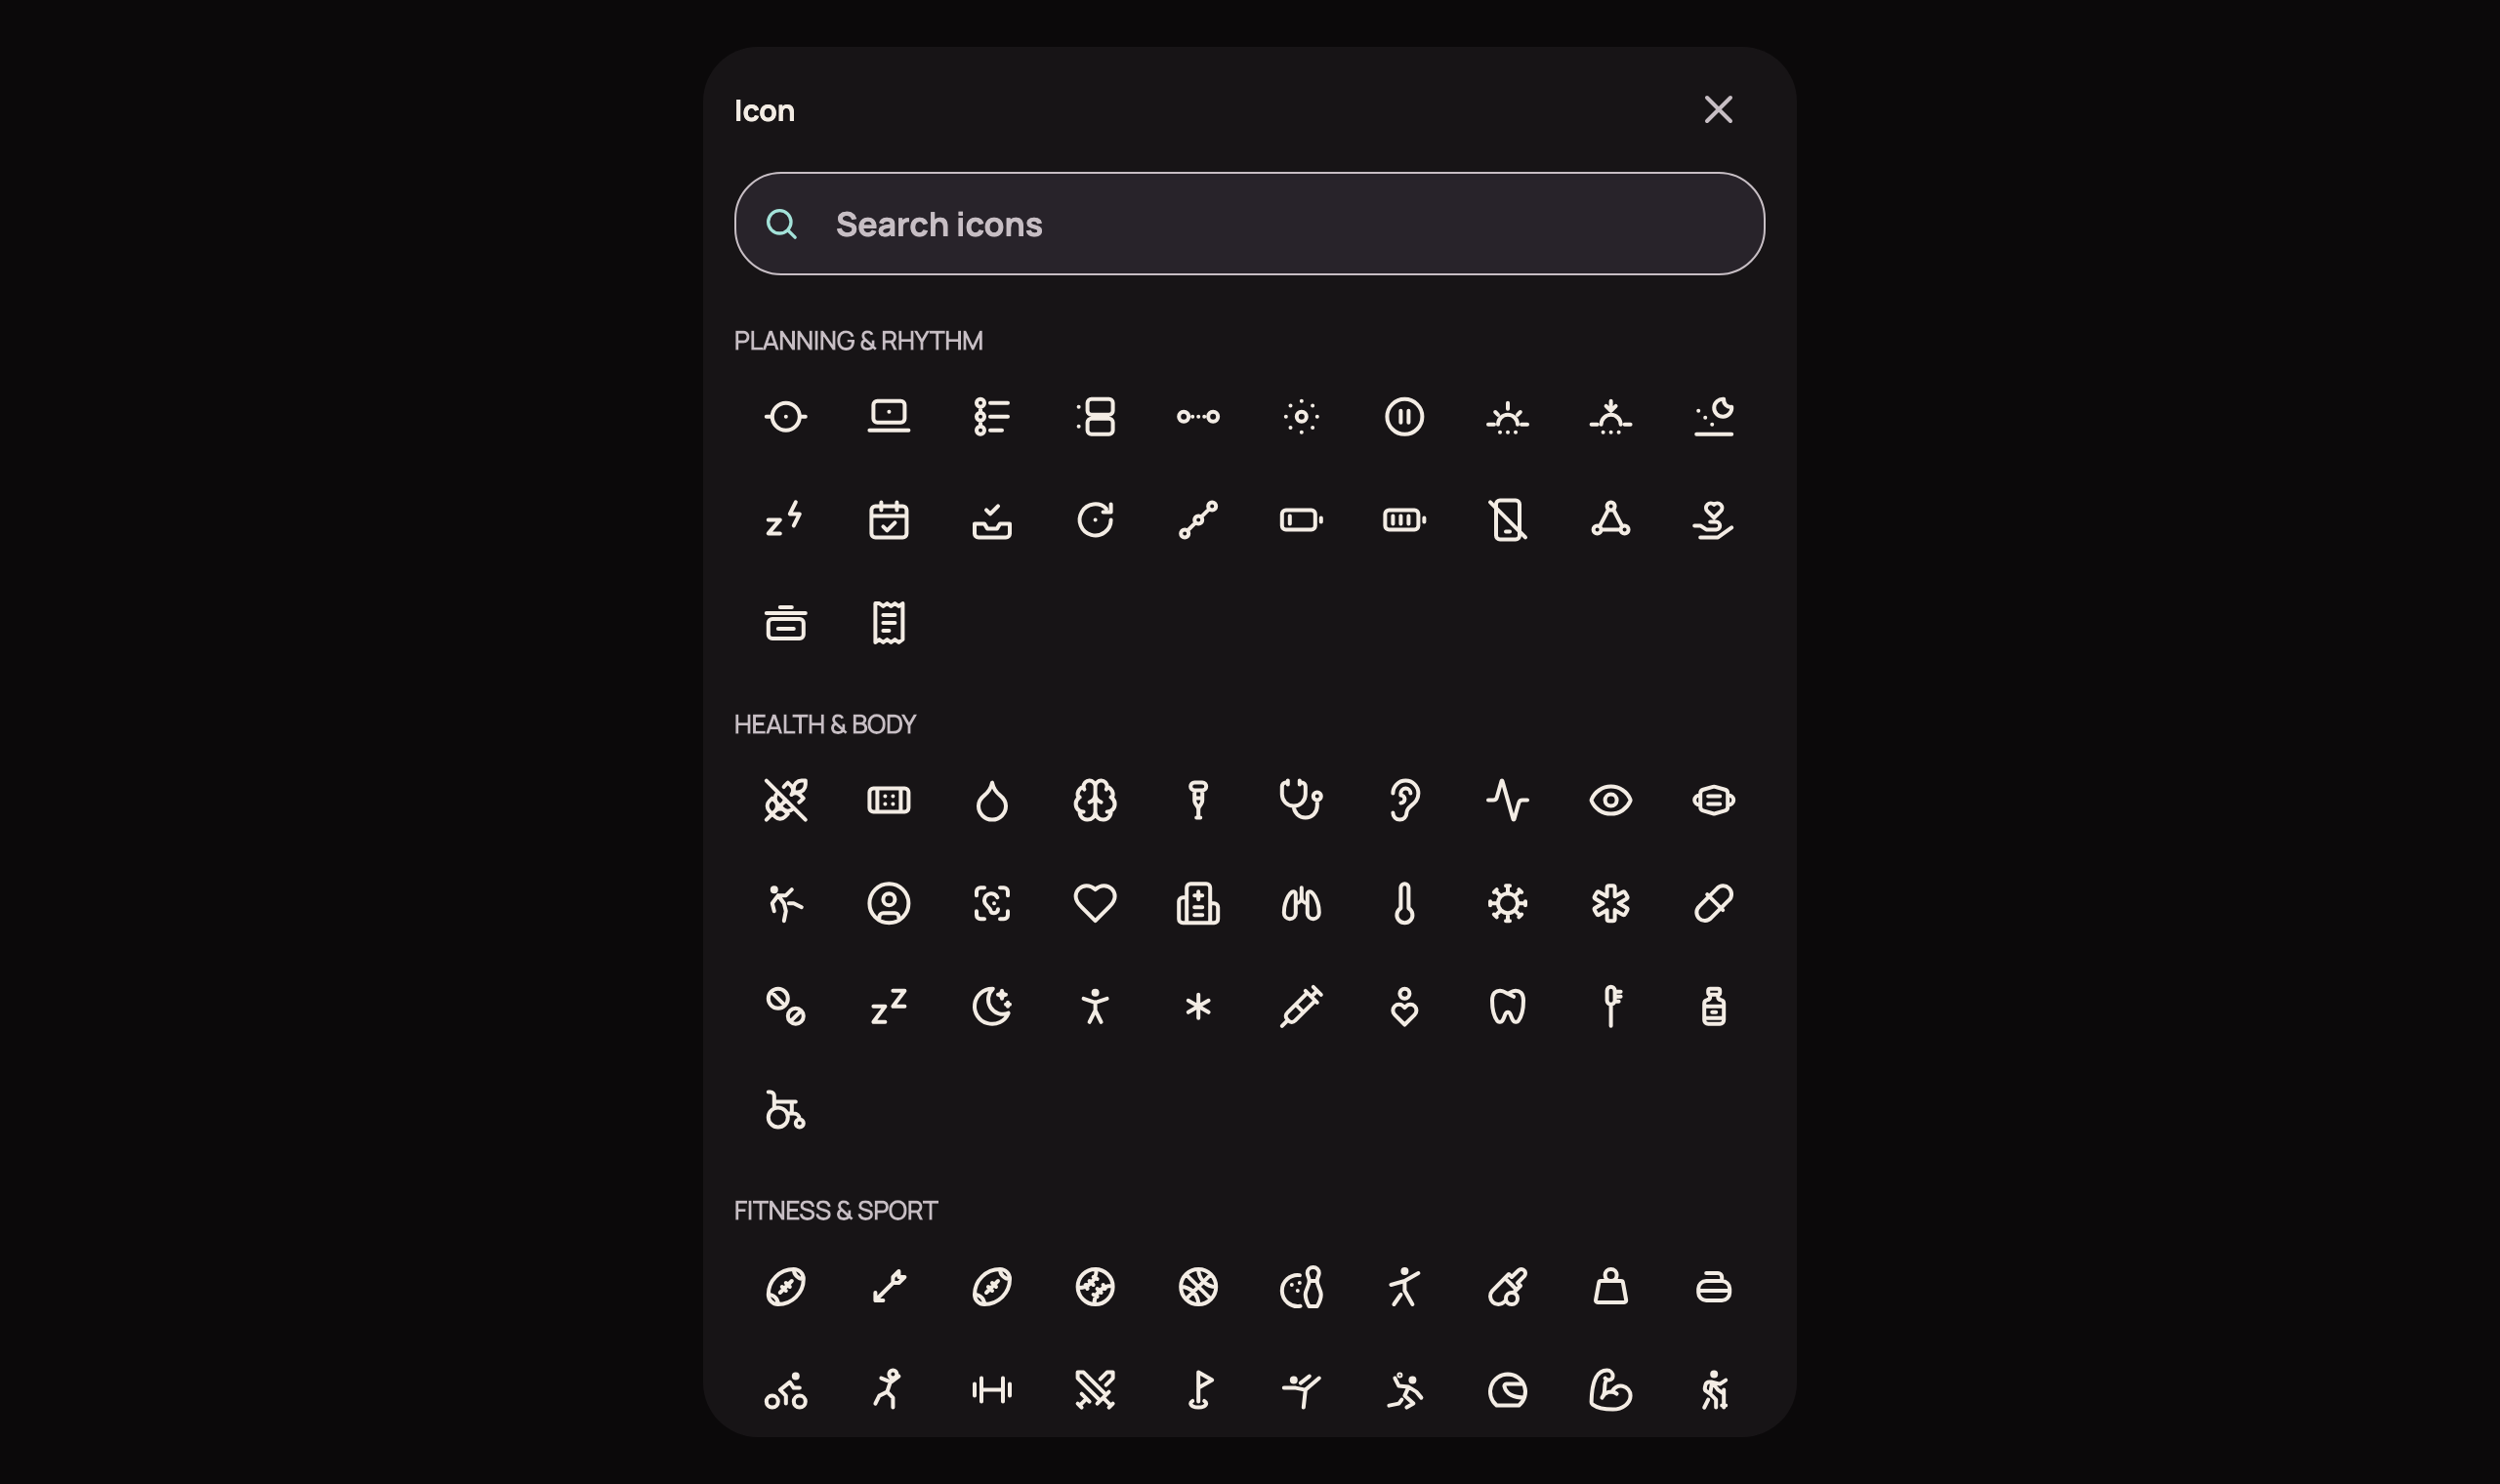 Icon
Search icons
PLANNING & RHYTHM
HEALTH & BODY
FITNESS & SPORT